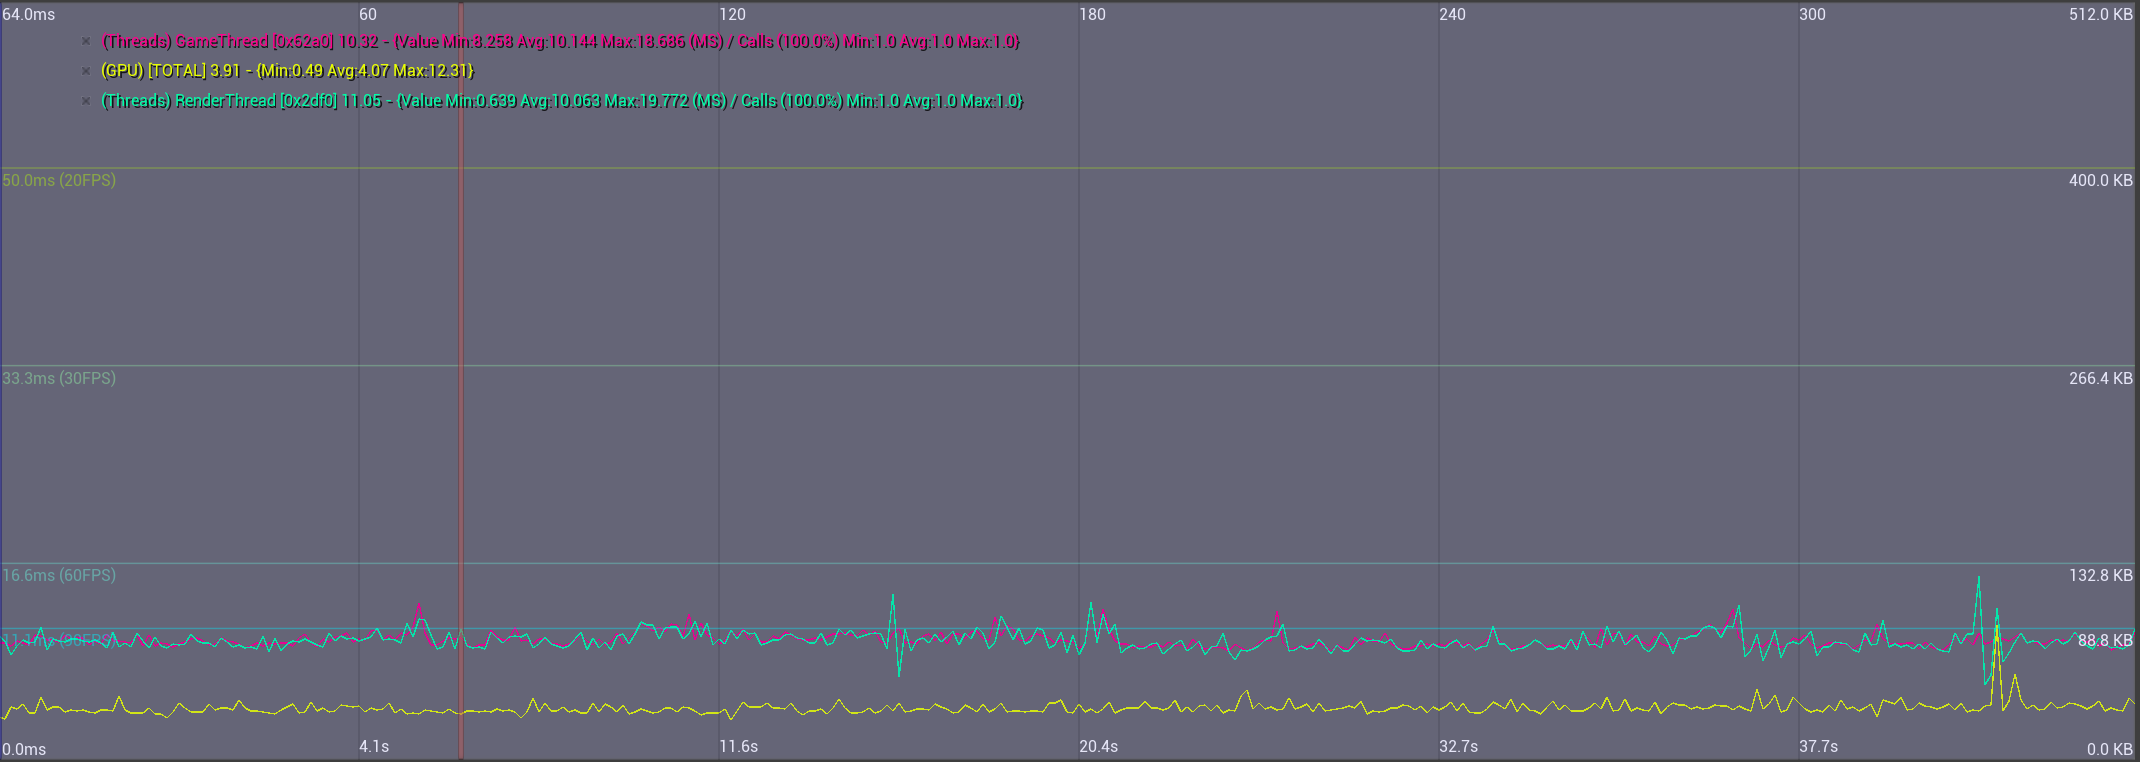 64.0ms 60 120 180 240 300 512.0 KB
(Threads) GameThread [0x62a0] 10.32 - {Value Min:8.258 Avg:10.144 Max:18.686 (MS) / Calls (100.0%) Min:1.0 Avg:1.0 Max:1.0}
(GPU) [TOTAL] 3.91 - {Min:0.49 Avg:4.07 Max:12.31}
(Threads) RenderThread [0x2df0] 11.05 - {Value Min:0.639 Avg:10.063 Max:19.772 (MS) / Calls (100.0%) Min:1.0 Avg:1.0 Max:1.0}
50.0ms (20FPS) 400.0 KB
33.3ms (30FPS) 266.4 KB
16.6ms (60FPS) 132.8 KB
11.1ms (90FPS) 88.8 KB
0.0ms 4.1s 11.6s 20.4s 32.7s 37.7s 0.0 KB